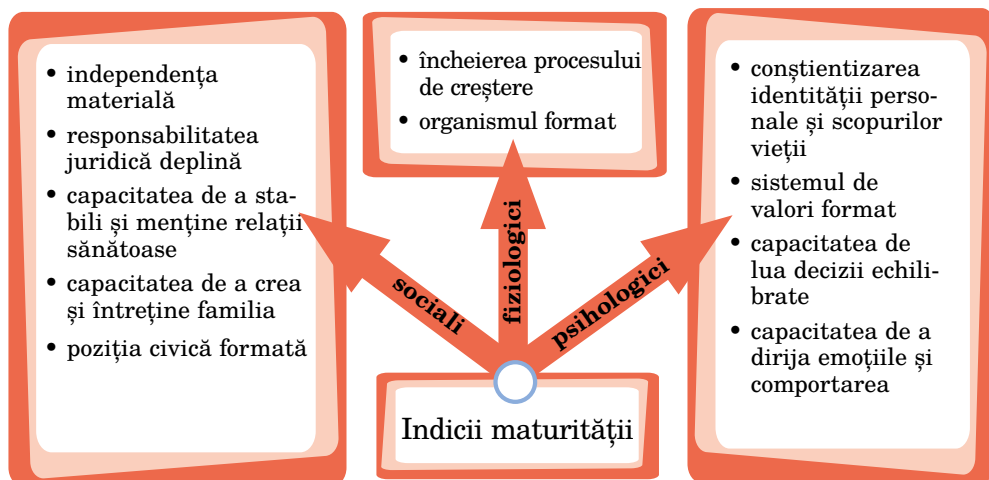 • independența
materială
• responsabilitatea
juridică deplină
• capacitatea de a sta-
bili și menține relații
sănătoase
• capacitatea de a crea
și întreține familia
• poziția civică formată
• încheierea procesului
de creștere
• organismul format
• conștientizarea
identității perso-
nale și scopurilor
vieții
• sistemul de
valori format
• capacitatea de
lua decizii echili-
brate
• capacitatea de a
dirija emoțiile și
comportarea
sociali
fiziologici
psihologici
Indicii maturității